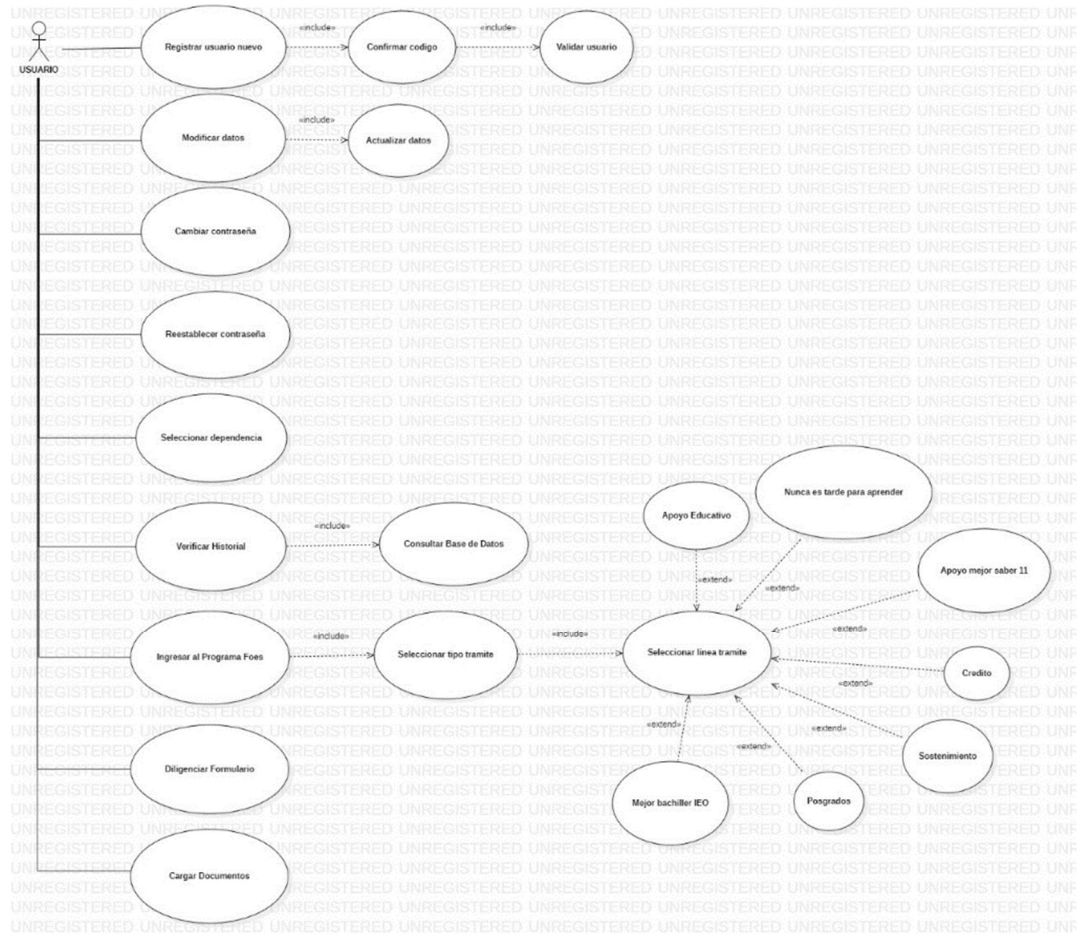 USUARIO
Registrar usuario nuevo
«include»
Confirmar codigo
«include»
Validar usuario
Modificar datos
«include»
Actualizar datos
Cambiar contraseña
Reestablecer contraseña
Seleccionar dependencia
Verificar Historial
«include»
Consultar Base de Datos
Apoyo Educativo
Nunca es tarde para aprender
Apoyo mejor saber 11
«extend»
«extend»
«extend»
Ingresar al Programa Foes
«include»
Seleccionar tipo tramite
«include»
Seleccionar linea tramite
Credito
«extend»
«extend»
«extend»
«extend»
Sostenimiento
Diligenciar Formulario
Mejor bachiller IEO
Posgrados
Cargar Documentos
UNREGISTERED